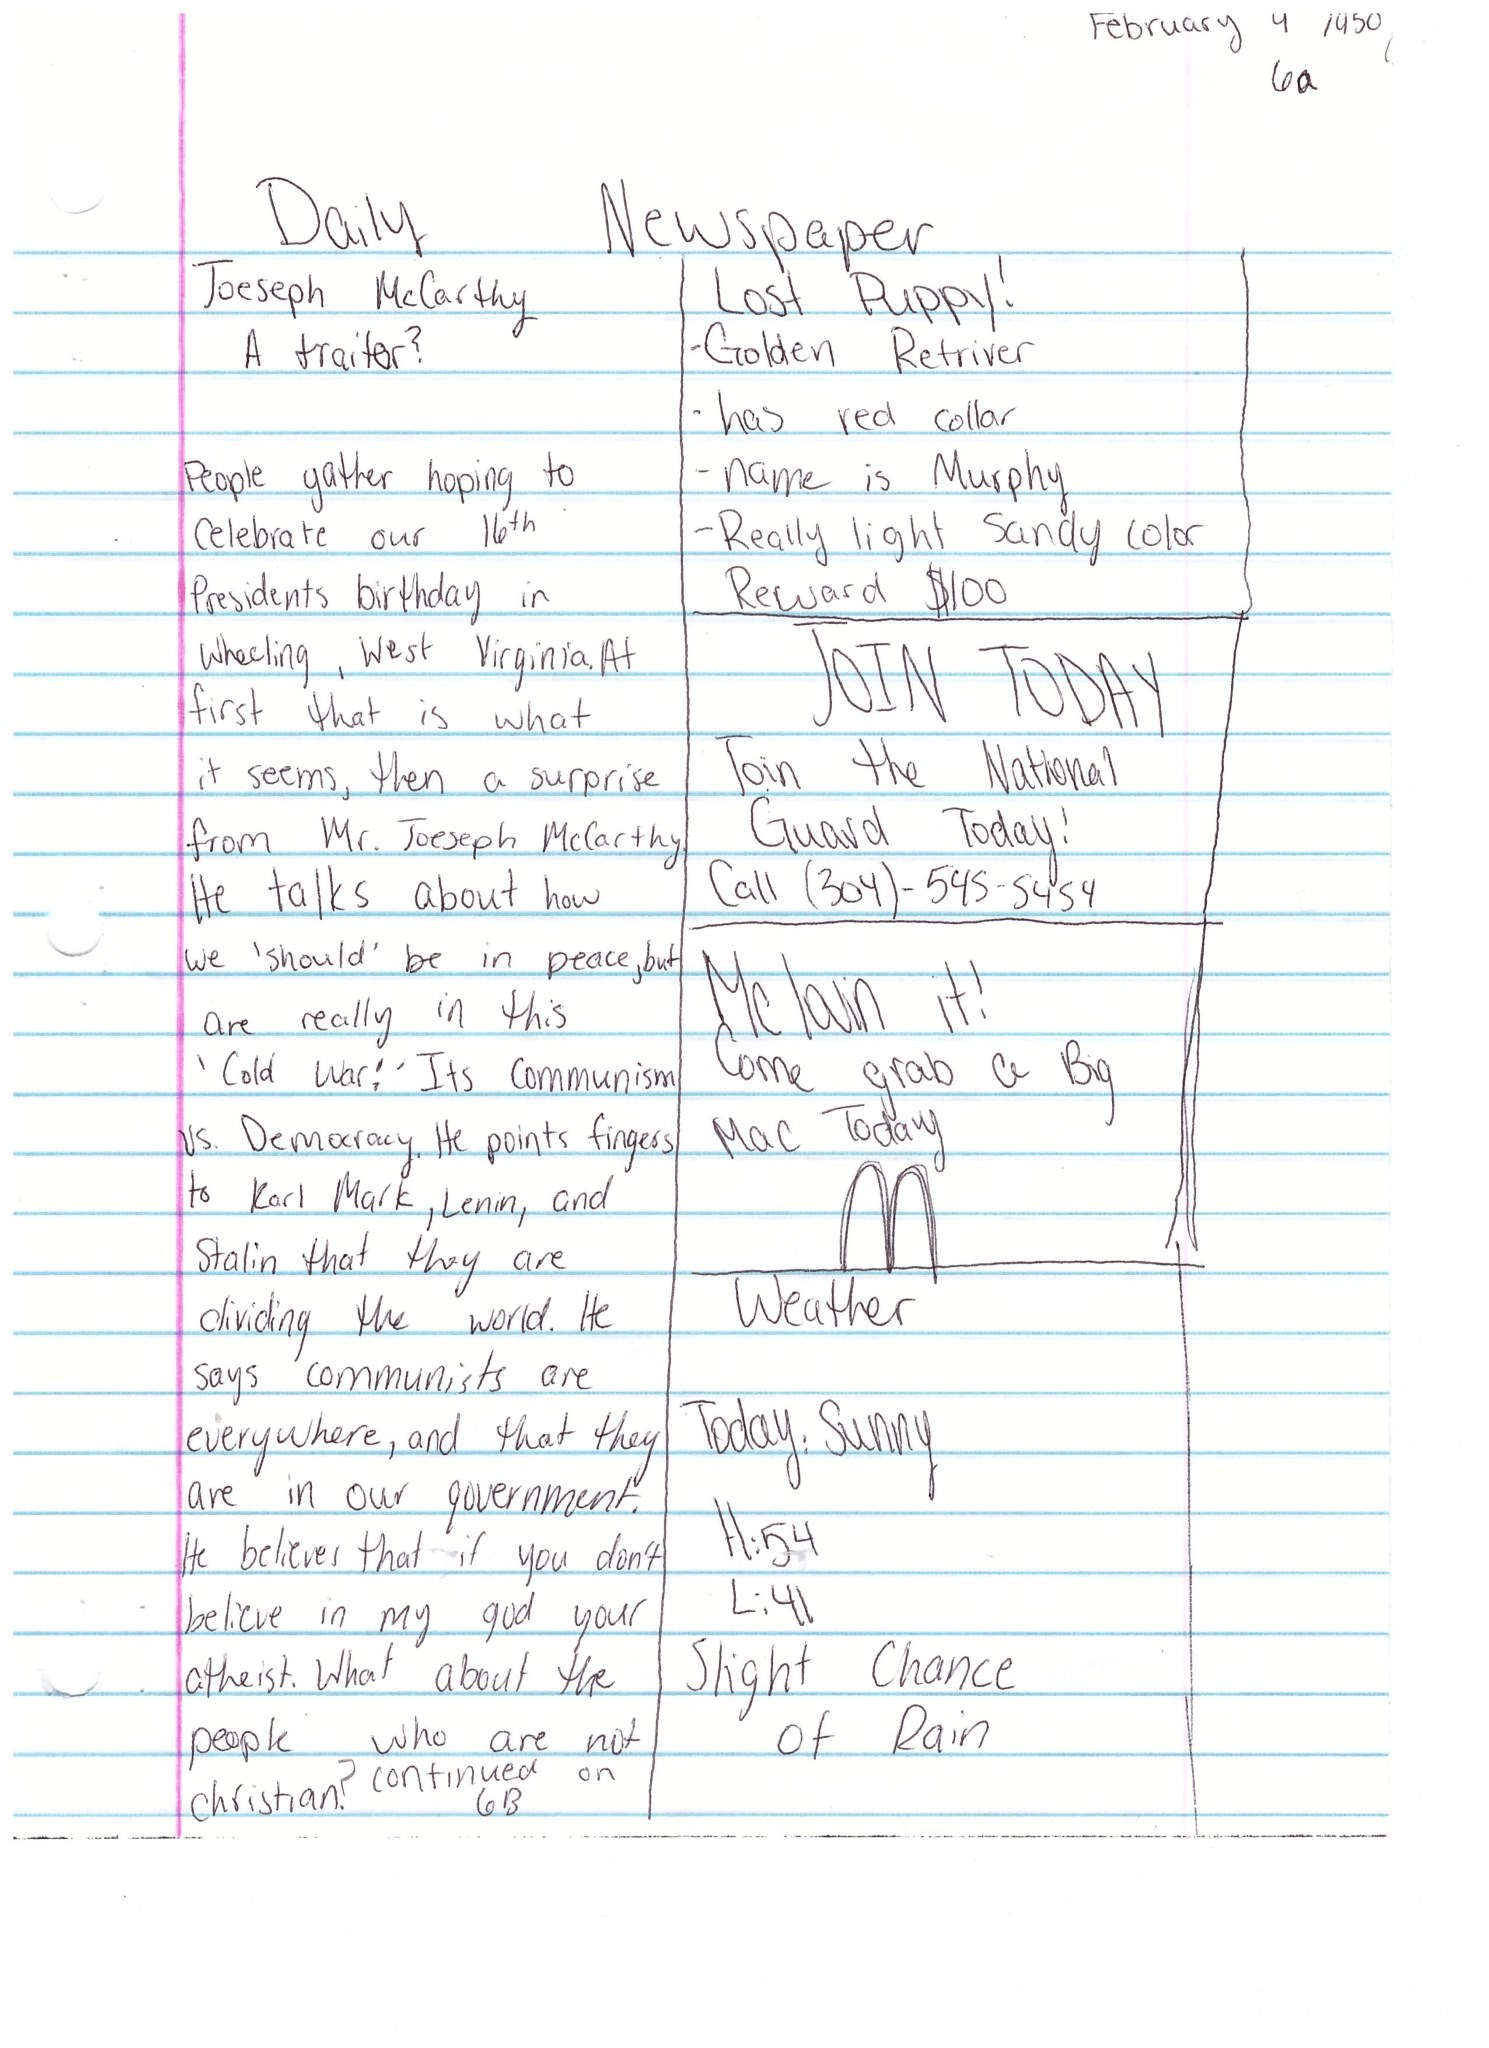 February 4 1950
6a
Daily Newspaper
Joeseph McCarthy
A traitor?
People gather hoping to
Celebrate our 16th
Presidents birthday in
Wheeling, West Virginia. At
first that is what
it seems, then a surprise
from Mr. Joeseph McCarthy
He talks about how
we 'should' be in peace, but
are really in this
'Cold War!' Its Communism
vs. Democracy. He points fingers
to Karl Mark, Lenin, and
Stalin that they are
dividing the world. He
says communists are
everywhere, and that they
are in our government.
He believes that if you don't
believe in my god your
atheist. What about the
people who are not
christian? continued on
6B
Lost Puppy!
-Golden Retriver
- has red collar
- name is Murphy
-Really light Sandy color
Reward $100
JOIN TODAY
Join the National
Guard Today!
Call (304)-545-5454
Mc it!
Come grab a Big
Mac Today
Weather
Today: Sunny
H:54
L:41
Slight Chance
of Rain